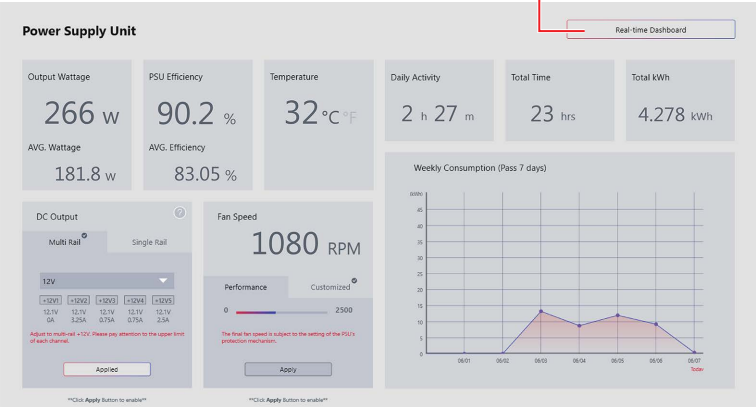 Power Supply Unit
Real-time Dashboard
Output Wattage
266 W
AVG. Wattage
181.8 W
PSU Efficiency
90.2 %
AVG. Efficiency
83.05 %
Temperature
32 °C °F
Daily Activity
2 h 27 m
Total Time
23 hrs
Total kWh
4.278 kWh
DC Output
?
Multi Rail
Single Rail
12V
+12V1 +12V2 +12V3 +12V4 +12V5
12.1V 12.1V 12.1V 12.1V 12.1V
0A 3.25A 0.75A 0.75A 2.5A
Adjust to multi-rail +12V. Please pay attention to the upper limit
of each channel.
Applied
**Click Apply Button to enable**
Fan Speed
1080 RPM
Performance
Customized
0
2500
The final fan speed is subject to the setting of the PSU's
protection mechanism.
Apply
**Click Apply Button to enable**
Weekly Consumption (Pass 7 days)
45
40
35
30
25
20
15
10
5
0
06/01 06/02 06/03 06/04 06/05 06/06 06/07
Today